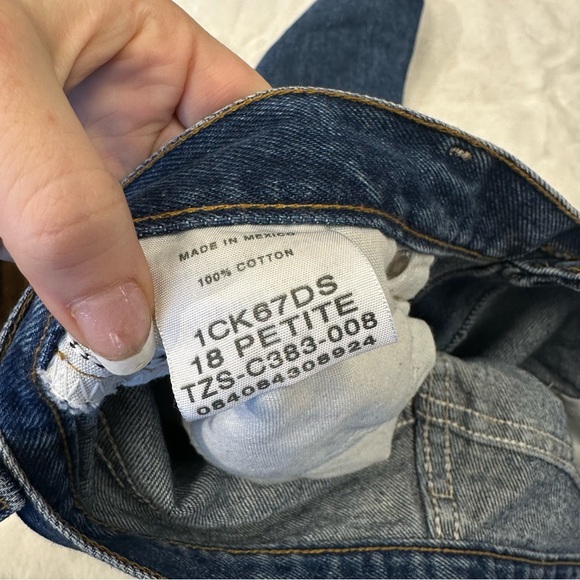 MADE IN MEXICO
100% COTTON
1CK67DS
18 PETITE
TZS-C383-008
084084308924